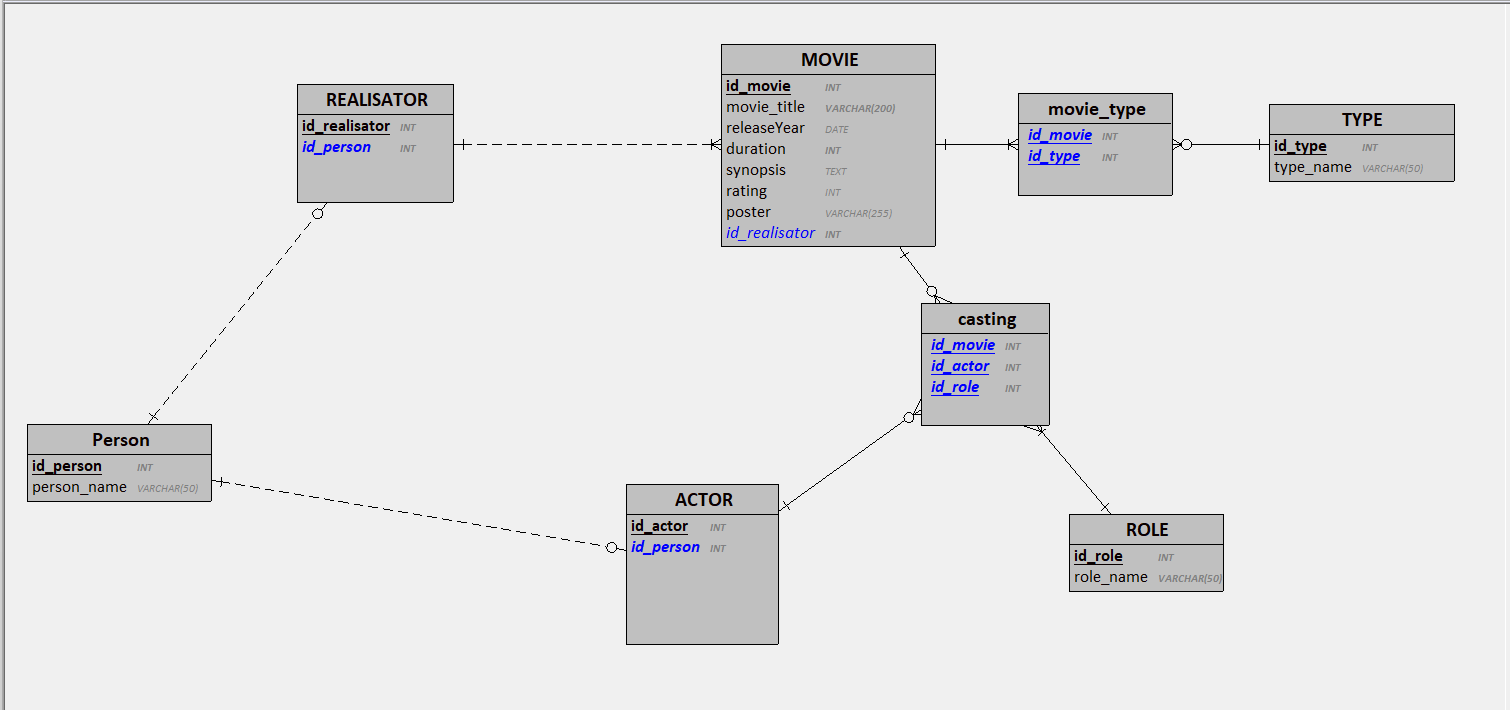 REALISATOR
id_realisator INT
id_person INT
MOVIE
id_movie INT
movie_title VARCHAR(200)
releaseYear DATE
duration INT
synopsis TEXT
rating INT
poster VARCHAR(255)
id_realisator INT
movie_type
id_movie INT
id_type INT
TYPE
id_type INT
type_name VARCHAR(50)
casting
id_movie INT
id_actor INT
id_role INT
Person
id_person INT
person_name VARCHAR(50)
ACTOR
id_actor INT
id_person INT
ROLE
id_role INT
role_name VARCHAR(50)